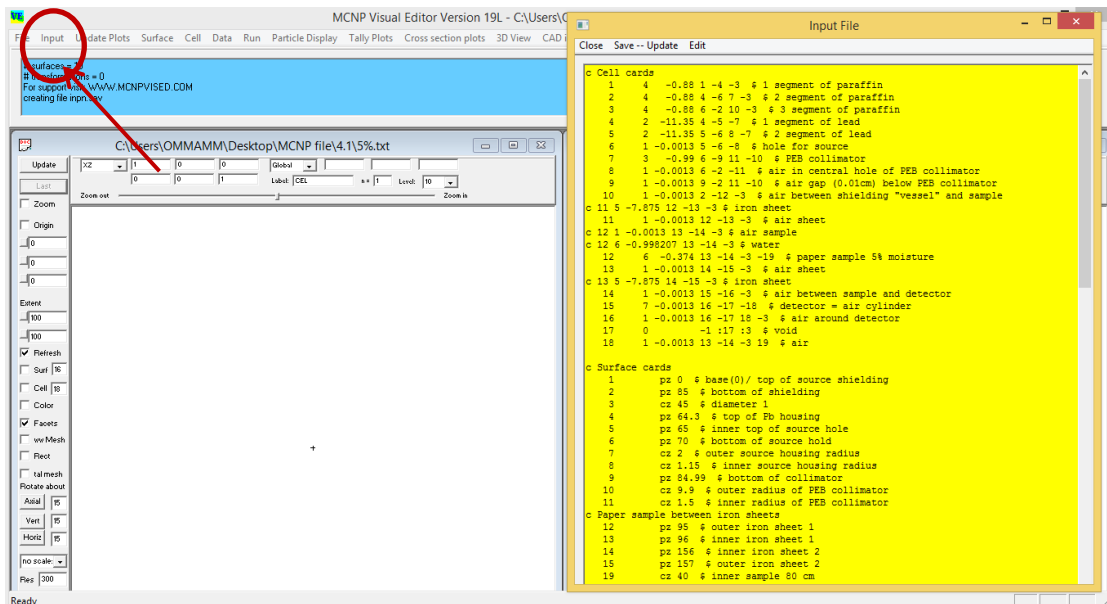 VE MCNP Visual Editor Version 19L - C:\Users\
File Input Update Plots Surface Cell Data Run Particle Display Tally Plots Cross section plots 3D View CAD
# surfaces =
# transformations = 0
For support visit WWW.MCNPVISED.COM
creating file inpn.sav
C:\Users\OMMAMM\Desktop\MCNP file\4.1\5%.txt
Update XZ 1 0 0 Global
Last 0 0 1 Label: CEL n= 1 Level: 10
Zoom out Zoom in
Zoom
Origin
0
0
0
Extent
100
100
Refresh
Surf 16
Cell 18
Color
Facets
ww Mesh
Rect
tal mesh
Rotate about
Axial 15
Vert 15
Horiz 15
no scale:
Res 300
Ready
Input File
Close Save -- Update Edit
c Cell cards
1 4 -0.88 1 -4 -3 $ 1 segment of paraffin
2 4 -0.88 4 -6 7 -3 $ 2 segment of paraffin
3 4 -0.88 6 -2 10 -3 $ 3 segment of paraffin
4 2 -11.35 4 -5 -7 $ 1 segment of lead
5 2 -11.35 5 -6 8 -7 $ 2 segment of lead
6 1 -0.0013 5 -6 -8 $ hole for source
7 3 -0.99 6 -9 11 -10 $ PEB collimator
8 1 -0.0013 6 -2 -11 $ air in central hole of PEB collimator
9 1 -0.0013 9 -2 11 -10 $ air gap (0.01cm) below PEB collimator
10 1 -0.0013 2 -12 -3 $ air between shielding "vessel" and sample
c 11 5 -7.875 12 -13 -3 $ iron sheet
11 1 -0.0013 12 -13 -3 $ air sheet
c 12 1 -0.0013 13 -14 -3 $ air sample
c 12 6 -0.998207 13 -14 -3 $ water
12 6 -0.374 13 -14 -3 -19 $ paper sample 5% moisture
13 1 -0.0013 14 -15 -3 $ air sheet
c 13 5 -7.875 14 -15 -3 $ iron sheet
14 1 -0.0013 15 -16 -3 $ air between sample and detector
15 7 -0.0013 16 -17 -18 $ detector = air cylinder
16 1 -0.0013 16 -17 18 -3 $ air around detector
17 0 -1 :17 :3 $ void
18 1 -0.0013 13 -14 -3 19 $ air
c Surface cards
1 pz 0 $ base(0)/ top of source shielding
2 pz 85 $ bottom of shielding
3 cz 45 $ diameter 1
4 pz 64.3 $ top of Pb housing
5 pz 65 $ inner top of source hole
6 pz 70 $ bottom of source hold
7 cz 2 $ outer source housing radius
8 cz 1.15 $ inner source housing radius
9 pz 84.99 $ bottom of collimator
10 cz 9.9 $ outer radius of PEB collimator
11 cz 1.5 $ inner radius of PEB collimator
c Paper sample between iron sheets
12 pz 95 $ outer iron sheet 1
13 pz 96 $ inner iron sheet 1
14 pz 156 $ inner iron sheet 2
15 pz 157 $ outer iron sheet 2
19 cz 40 $ inner sample 80 cm